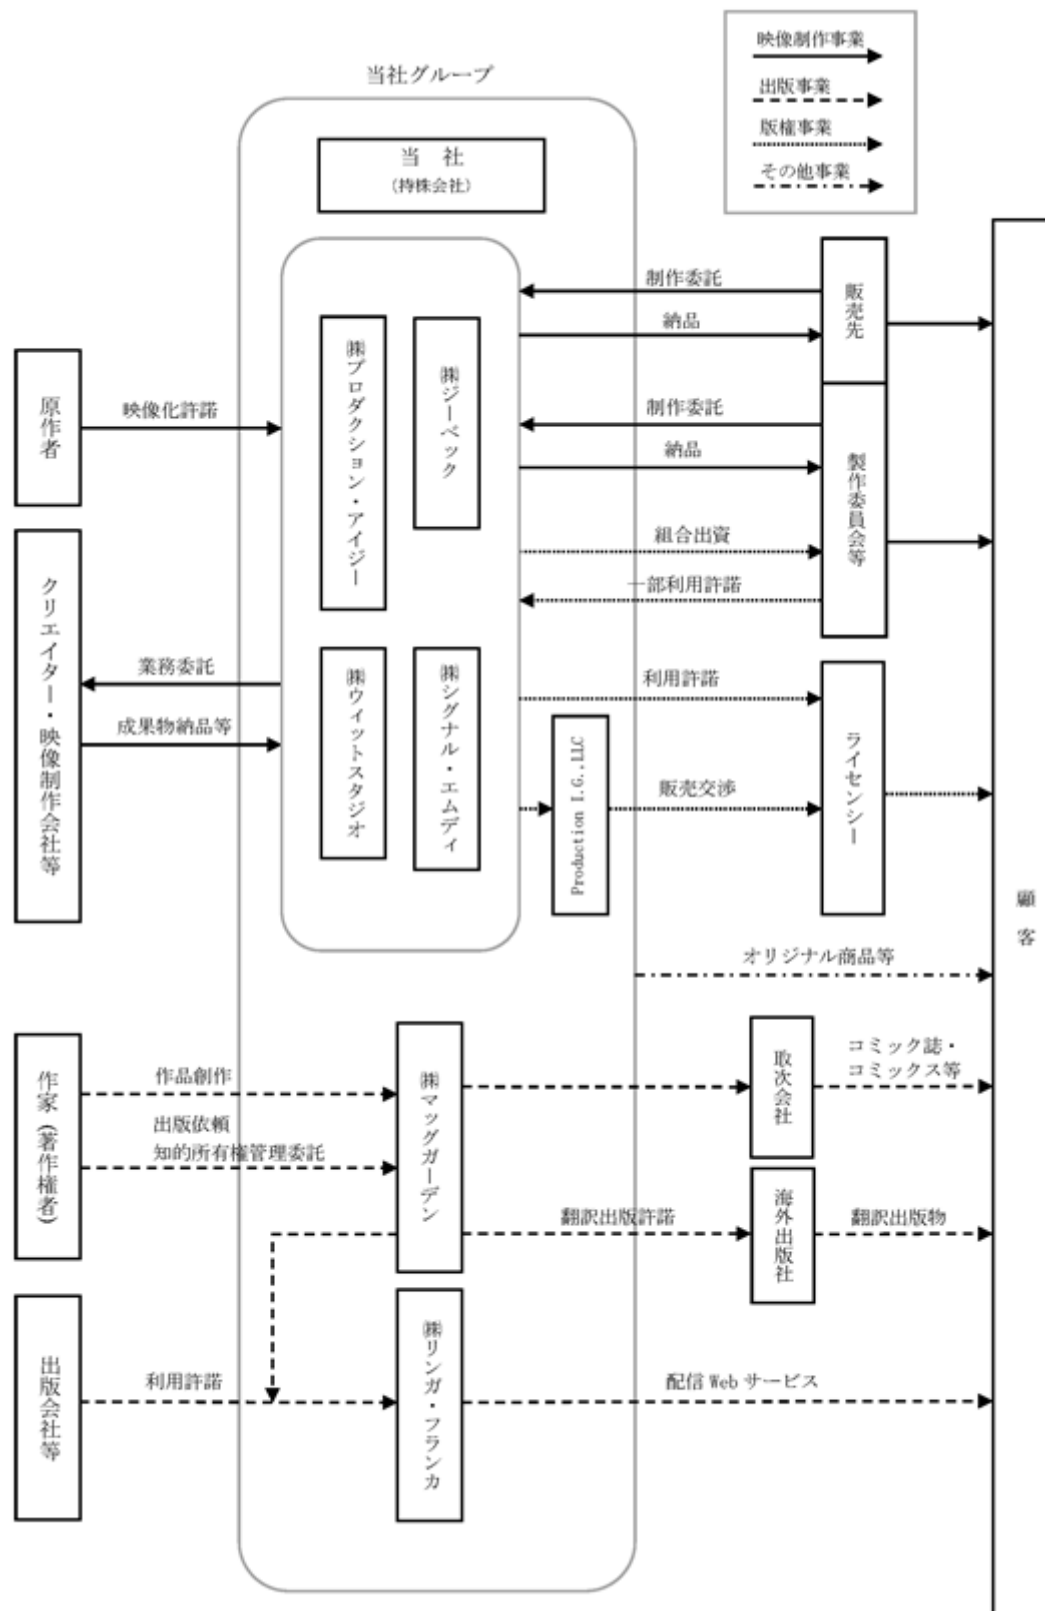 映像制作事業
出版事業
版権事業
その他事業
当社グループ
当 社
(持株会社)
制作委託
納品
販売先
㈱プロダクション・アイジー
㈱ジーベック
原作者
映像化許諾
制作委託
納品
製作委員会等
組合出資
一部利用許諾
クリエイター・映像制作会社等
業務委託
成果物納品等
㈱ウィットスタジオ
㈱シグナル・エムディ
利用許諾
Production I.G.,LLC
販売交渉
ライセンシー
顧客
オリジナル商品等
作家(著作権者)
作品創作
出版依頼
知的所有権管理委託
㈱マッグガーデン
取次会社
コミック誌・
コミックス等
翻訳出版許諾
海外出版社
翻訳出版物
出版会社等
利用許諾
㈱リンガ・フランカ
配信 Web サービス